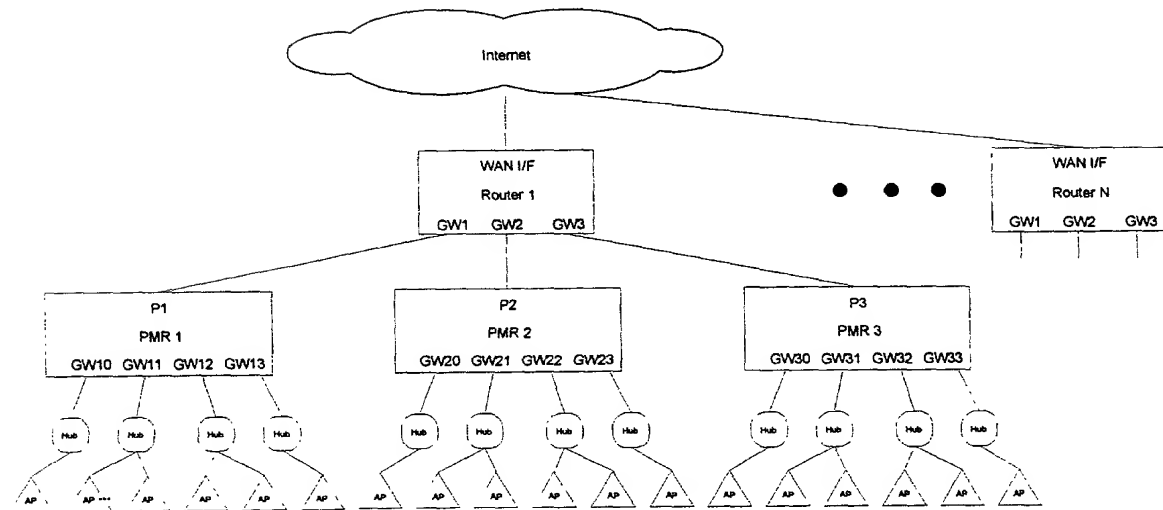 Internet
WAN I/F
Router 1
GW1 GW2 GW3
WAN I/F
Router N
GW1 GW2 GW3
P1
PMR 1
GW10 GW11 GW12 GW13
P2
PMR 2
GW20 GW21 GW22 GW23
P3
PMR 3
GW30 GW31 GW32 GW33
Hub Hub Hub Hub Hub Hub Hub Hub Hub Hub Hub Hub
AP AP ... AP AP AP AP AP AP AP AP AP AP AP AP AP AP AP AP